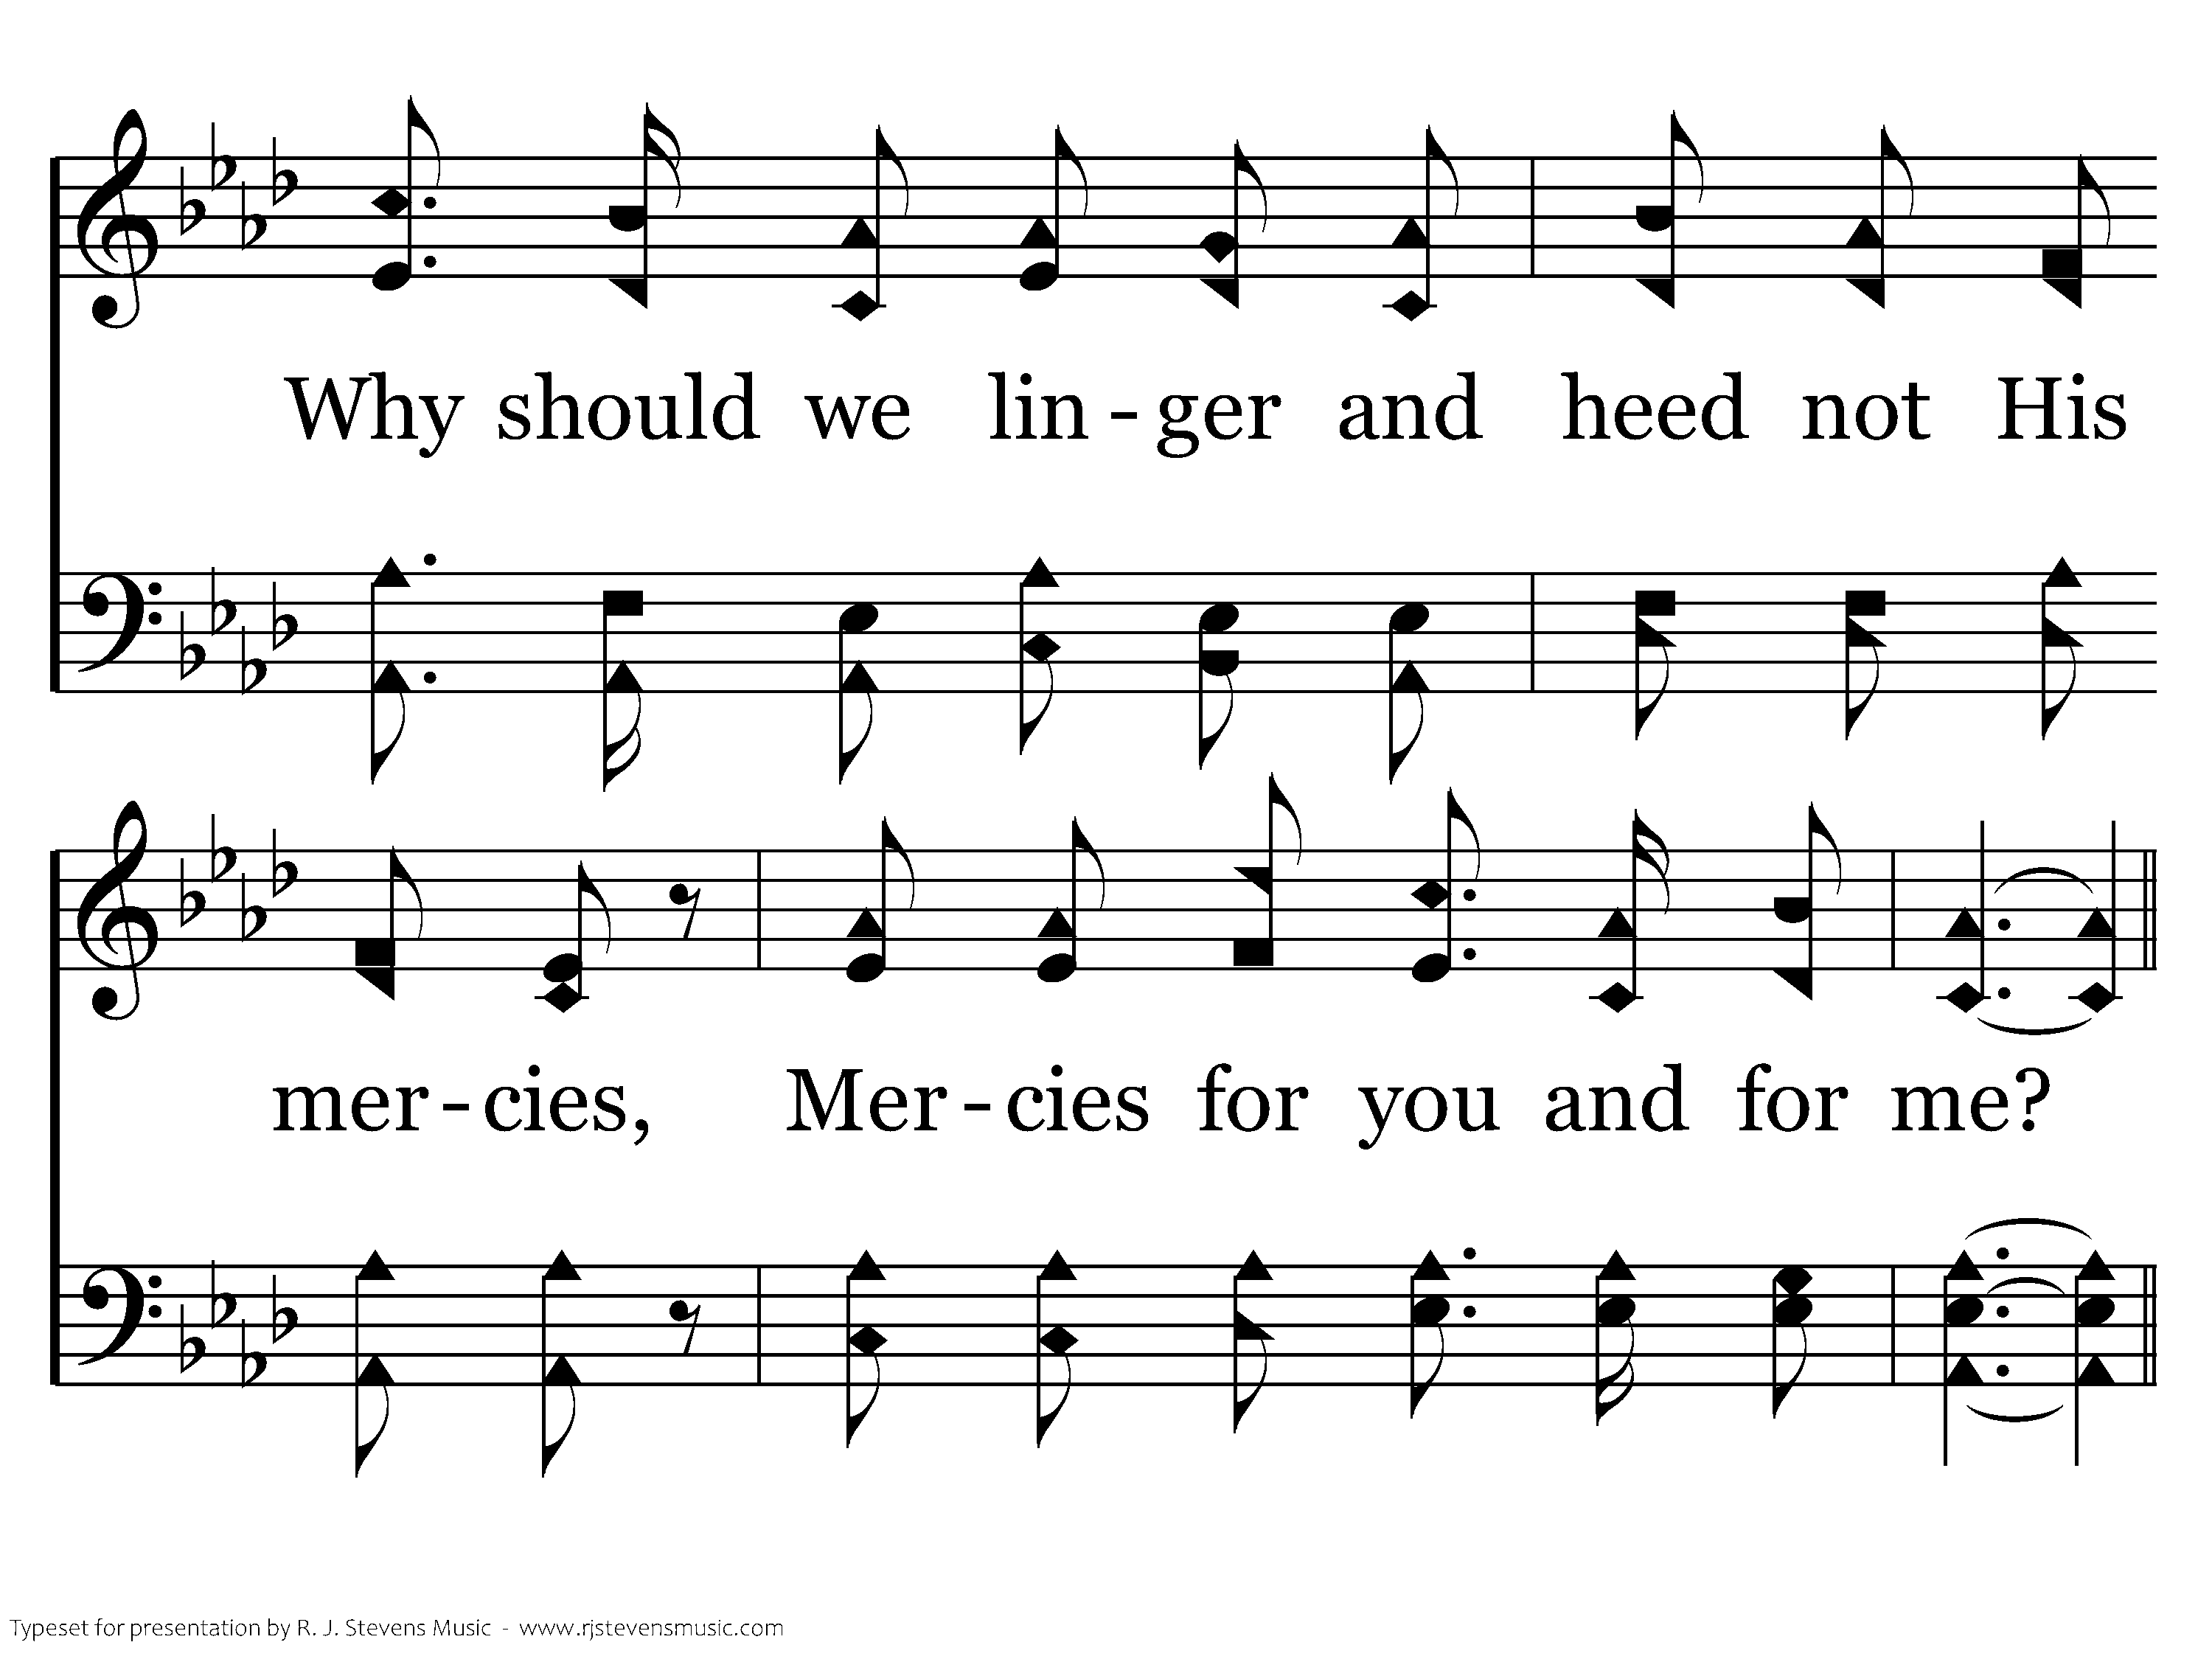 Why should we lin - ger and heed not His
mer - cies, Mer - cies for you and for me?
Typeset for presentation by R. J. Stevens Music - www.rjstevensmusic.com